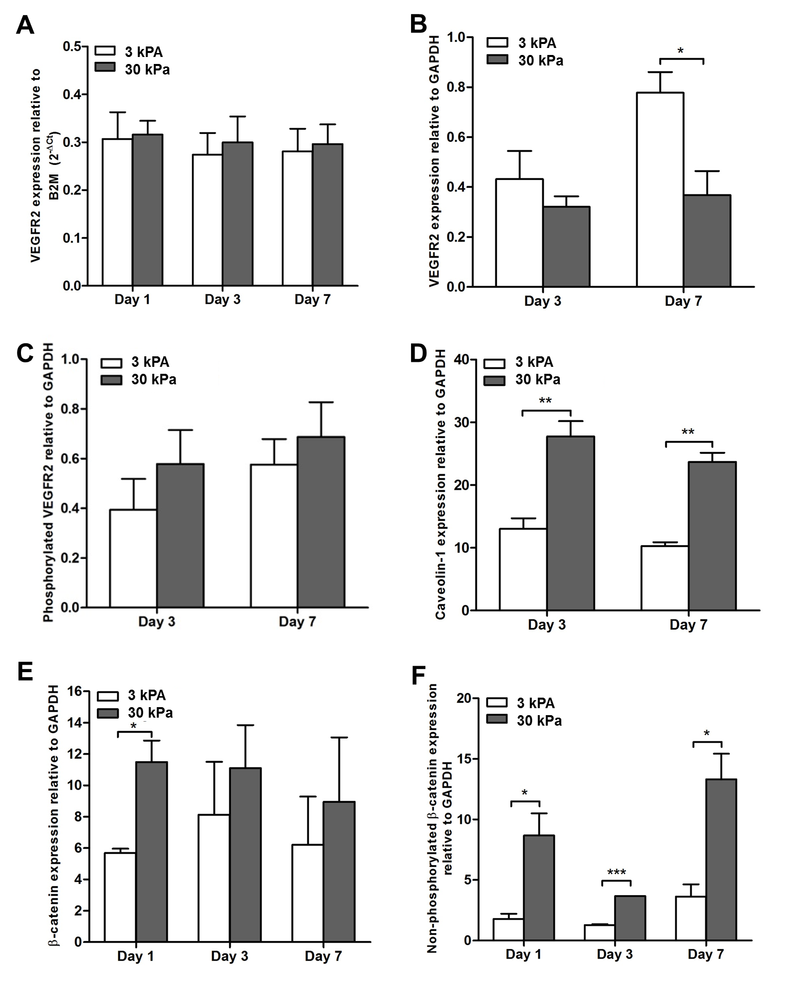 A
VEGFR2 expression relative to
B2M (2-ΔCt)
0.5
0.4
0.3
0.2
0.1
0.0
3 kPA
30 kPa
Day 1
Day 3
Day 7
B
VEGFR2 expression relative to GAPDH
1.0
0.8
0.6
0.4
0.2
0.0
3 kPA
30 kPa
*
Day 3
Day 7
C
Phosphorylated VEGFR2 relative to GAPDH
1.0
0.8
0.6
0.4
0.2
0.0
3 kPA
30 kPa
Day 3
Day 7
D
Caveolin-1 expression relative to GAPDH
40
30
20
10
0
3 kPA
30 kPa
**
**
Day 3
Day 7
E
β-catenin expression relative to GAPDH
16
14
12
10
8
6
4
2
0
3 kPA
30 kPa
*
Day 1
Day 3
Day 7
F
Non-phosphorylated β-catenin expression
relative to GAPDH
20
15
10
5
0
3 kPA
30 kPa
*
***
*
Day 1
Day 3
Day 7